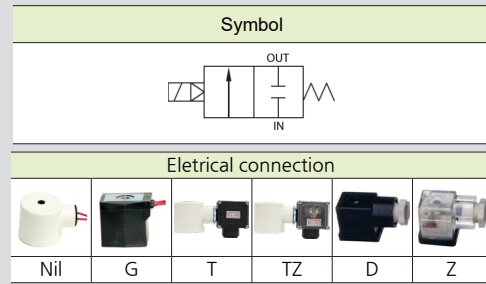 Symbol
OUT
IN
Eletrical connection
Nil G T TZ D Z